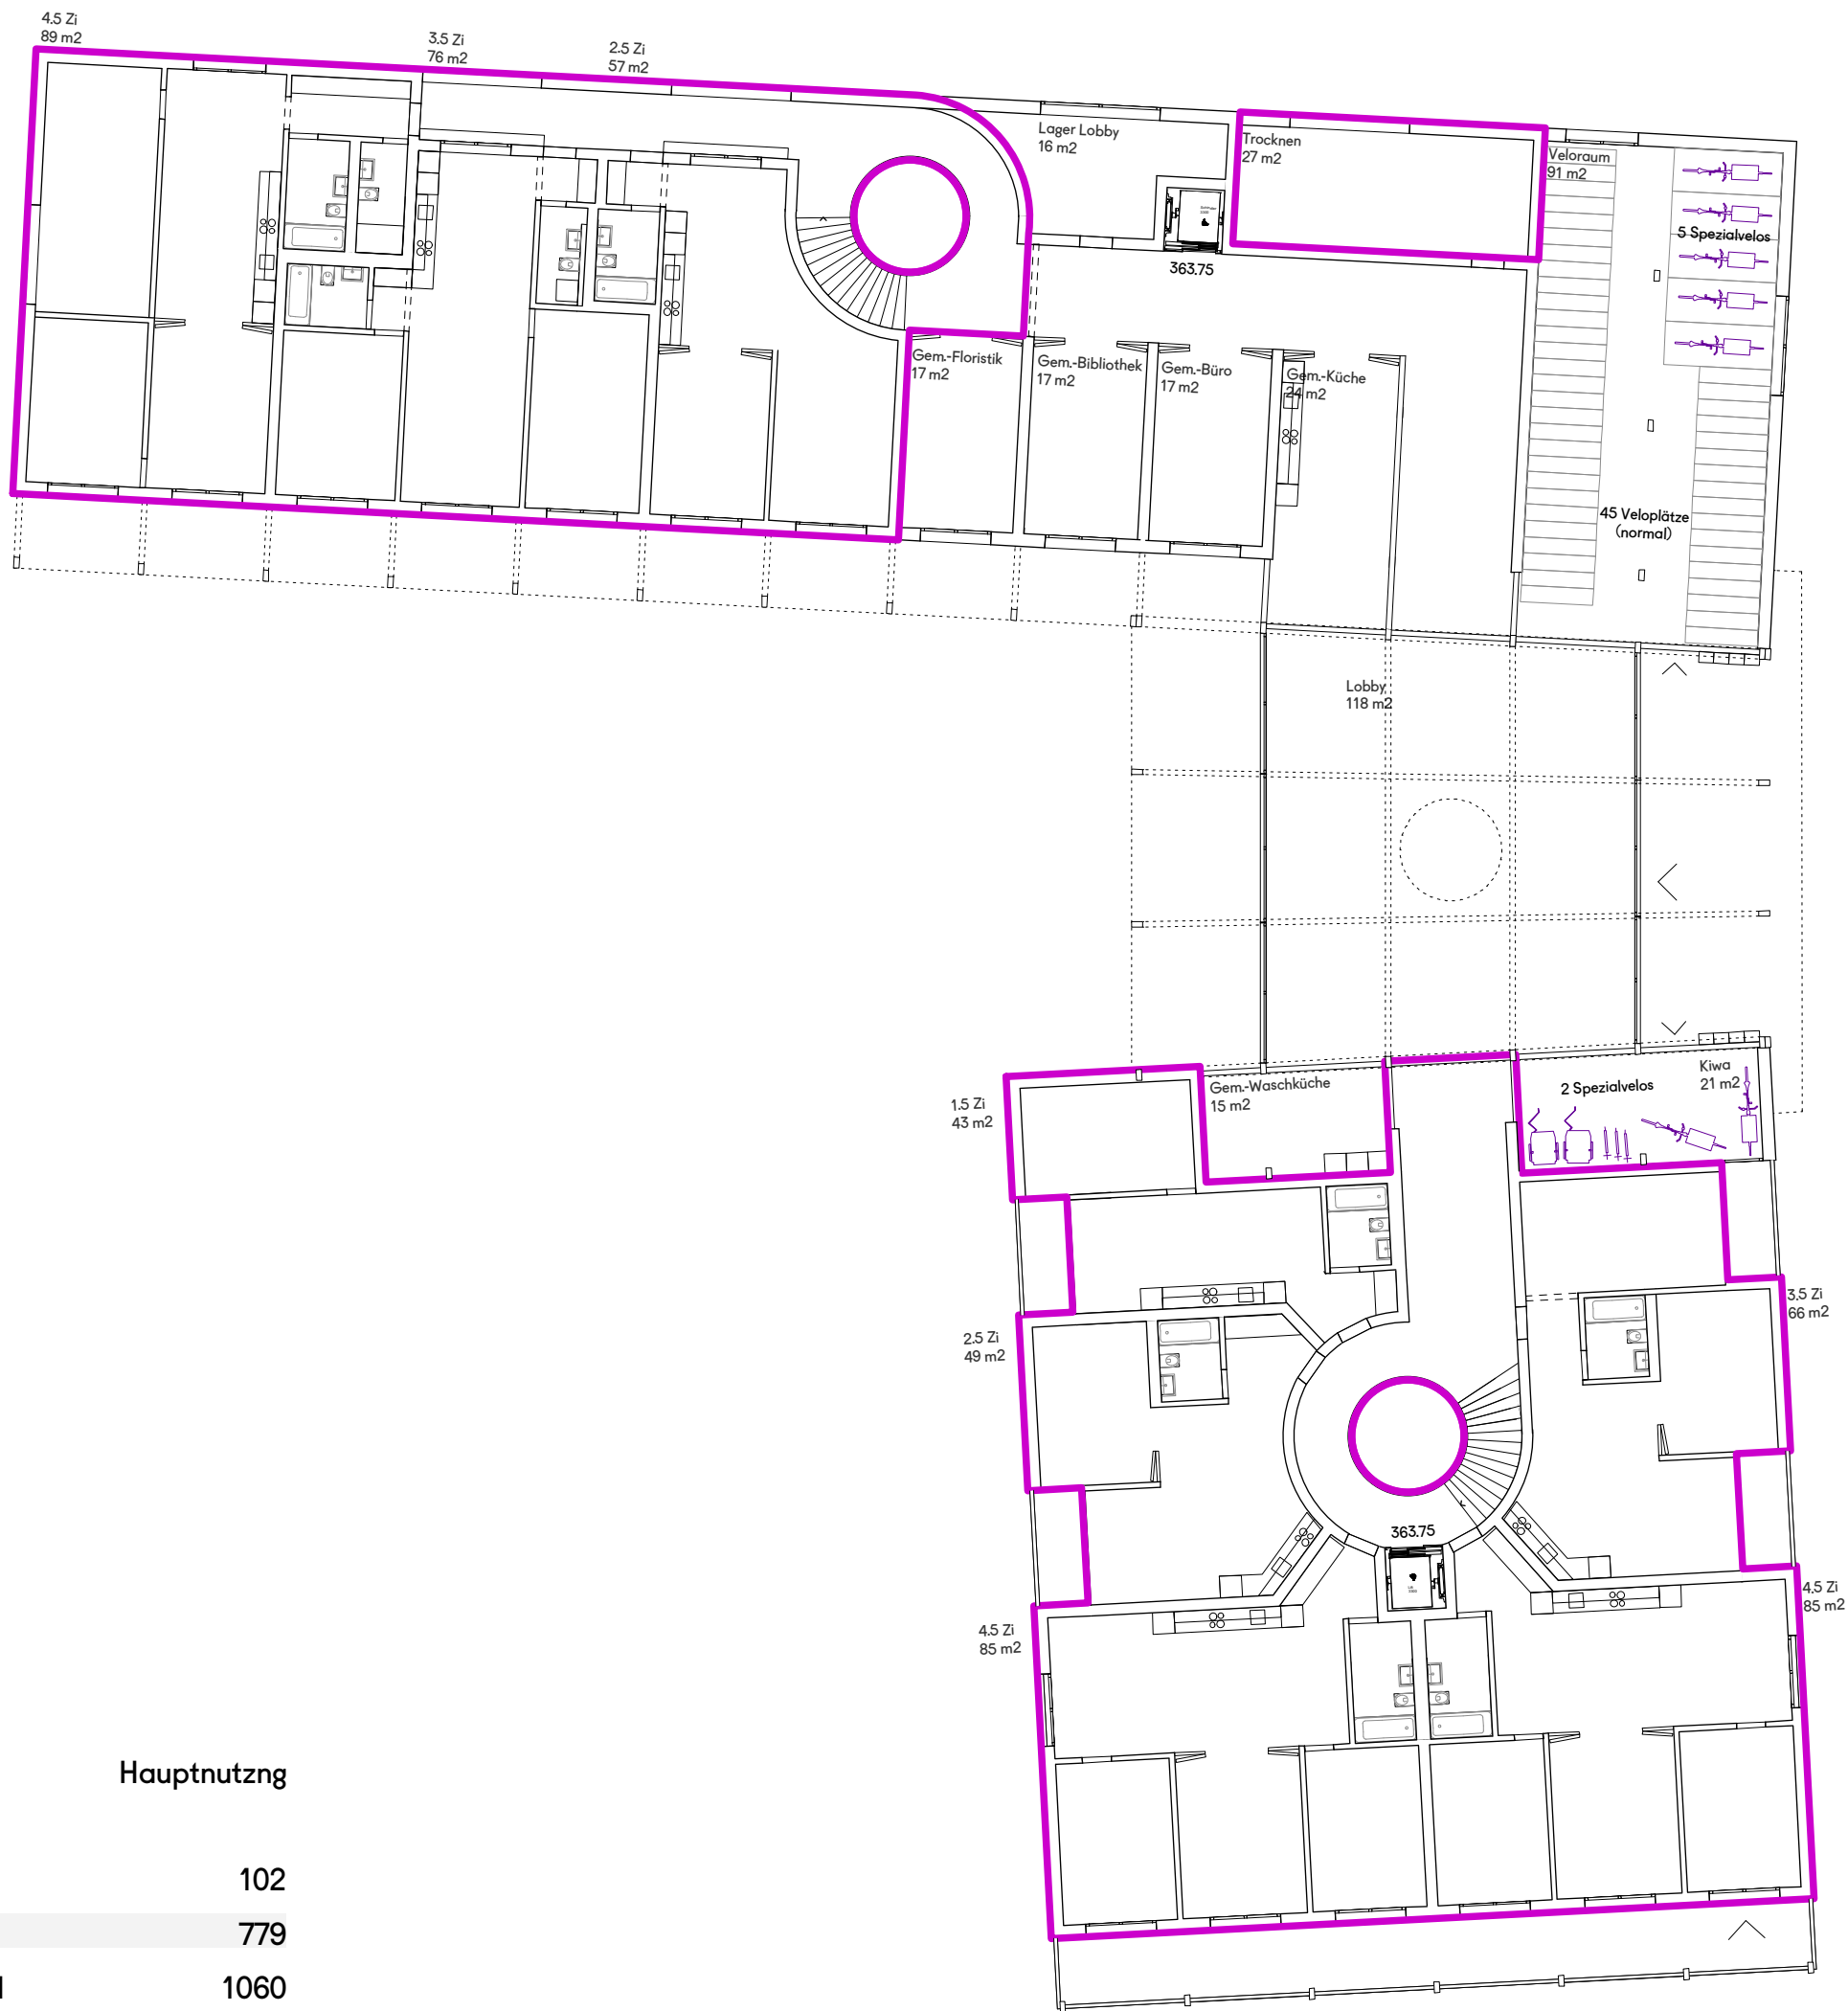 4.5 Zi
89 m2
3.5 Zi
76 m2
2.5 Zi
57 m2
Lager Lobby
16 m2
Trocknen
27 m2
Veloraum
91 m2
5 Spezialvelos
363.75
Gem.-Floristik
17 m2
Gem.-Bibliothek
17 m2
Gem.-Büro
17 m2
Gem.-Küche
24 m2
45 Veloplätze
(normal)
Lobby
118 m2
1.5 Zi
43 m2
Gem.-Waschküche
15 m2
2 Spezialvelos
Kiwa
21 m2
2.5 Zi
49 m2
3.5 Zi
66 m2
363.75
4.5 Zi
85 m2
4.5 Zi
85 m2
Hauptnutzng
102
779
1060